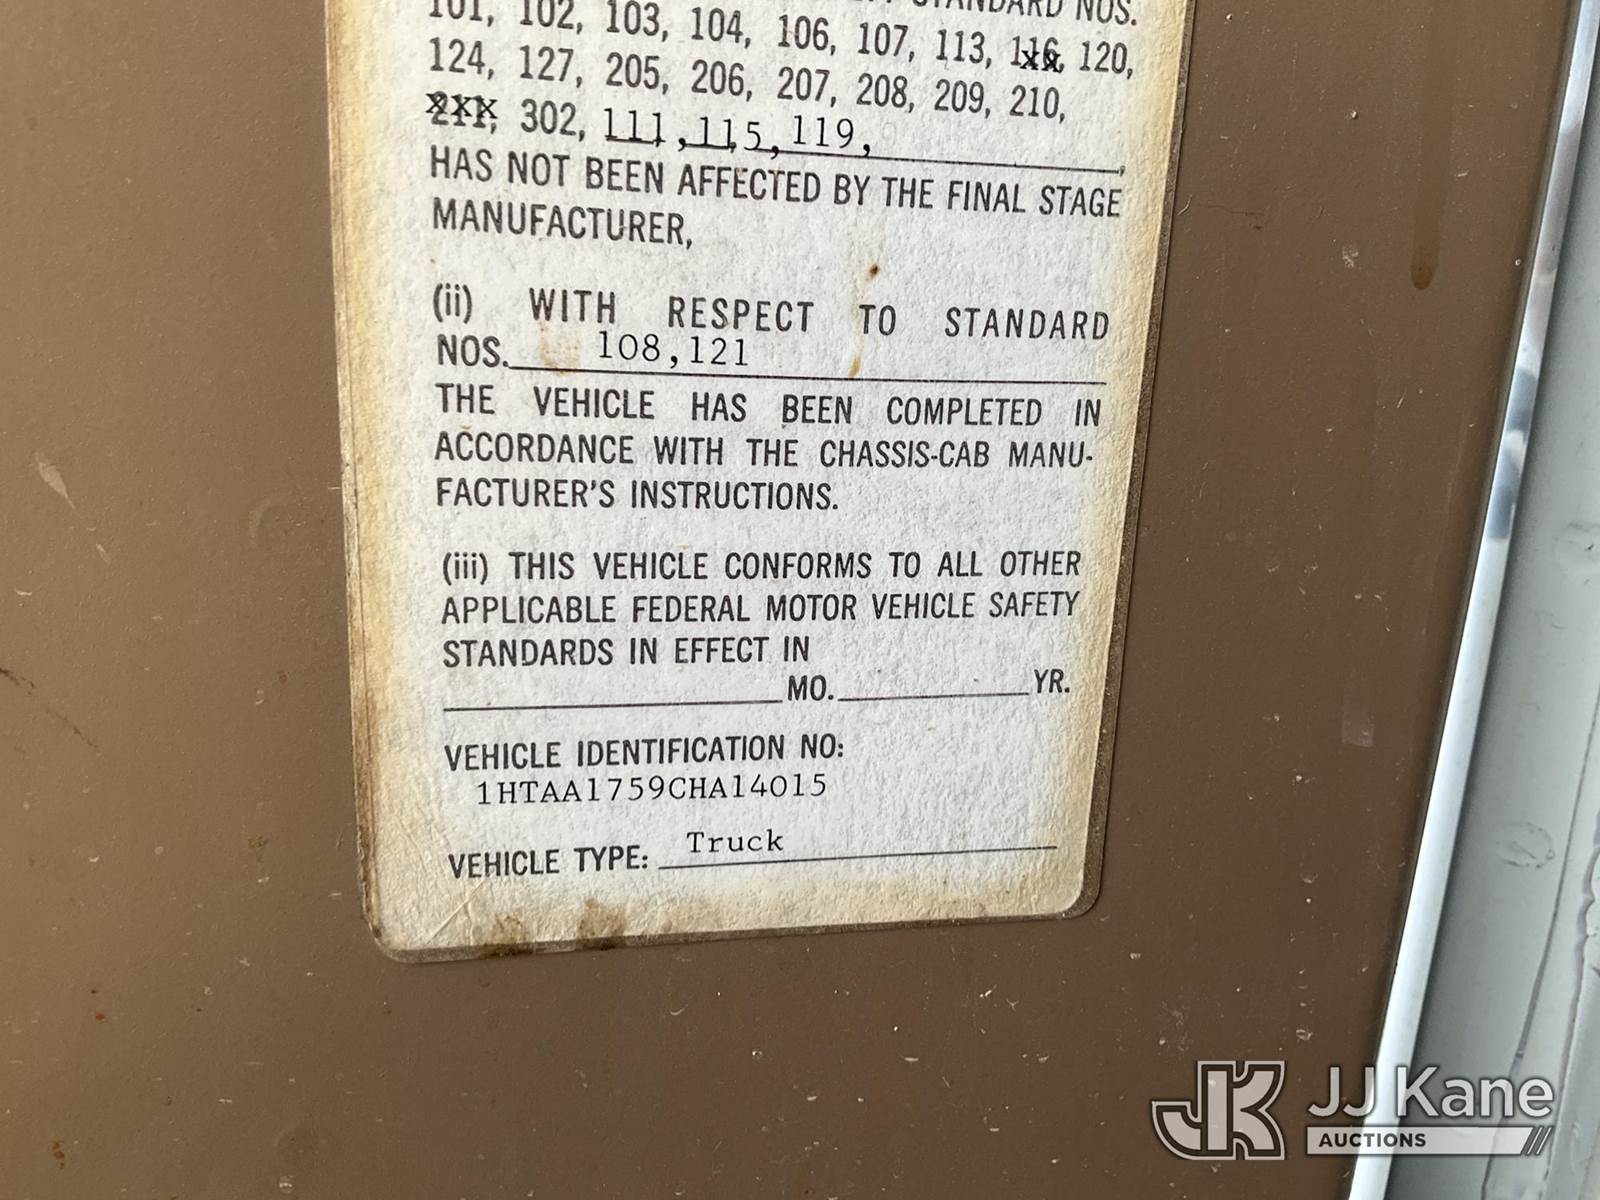 STANDARD NOS.
101, 102, 103, 104, 106, 107, 113, 116, 120,
124, 127, 205, 206, 207, 208, 209, 210,
211, 302, 111, 115, 119,
HAS NOT BEEN AFFECTED BY THE FINAL STAGE
MANUFACTURER,
(ii) WITH RESPECT TO STANDARD
NOS. 108,121
THE VEHICLE HAS BEEN COMPLETED IN
ACCORDANCE WITH THE CHASSIS-CAB MANU-
FACTURER'S INSTRUCTIONS.
(iii) THIS VEHICLE CONFORMS TO ALL OTHER
APPLICABLE FEDERAL MOTOR VEHICLE SAFETY
STANDARDS IN EFFECT IN
MO. YR.
VEHICLE IDENTIFICATION NO:
1HTAA1759CHA14015
VEHICLE TYPE: Truck
JK JJ Kane
AUCTIONS